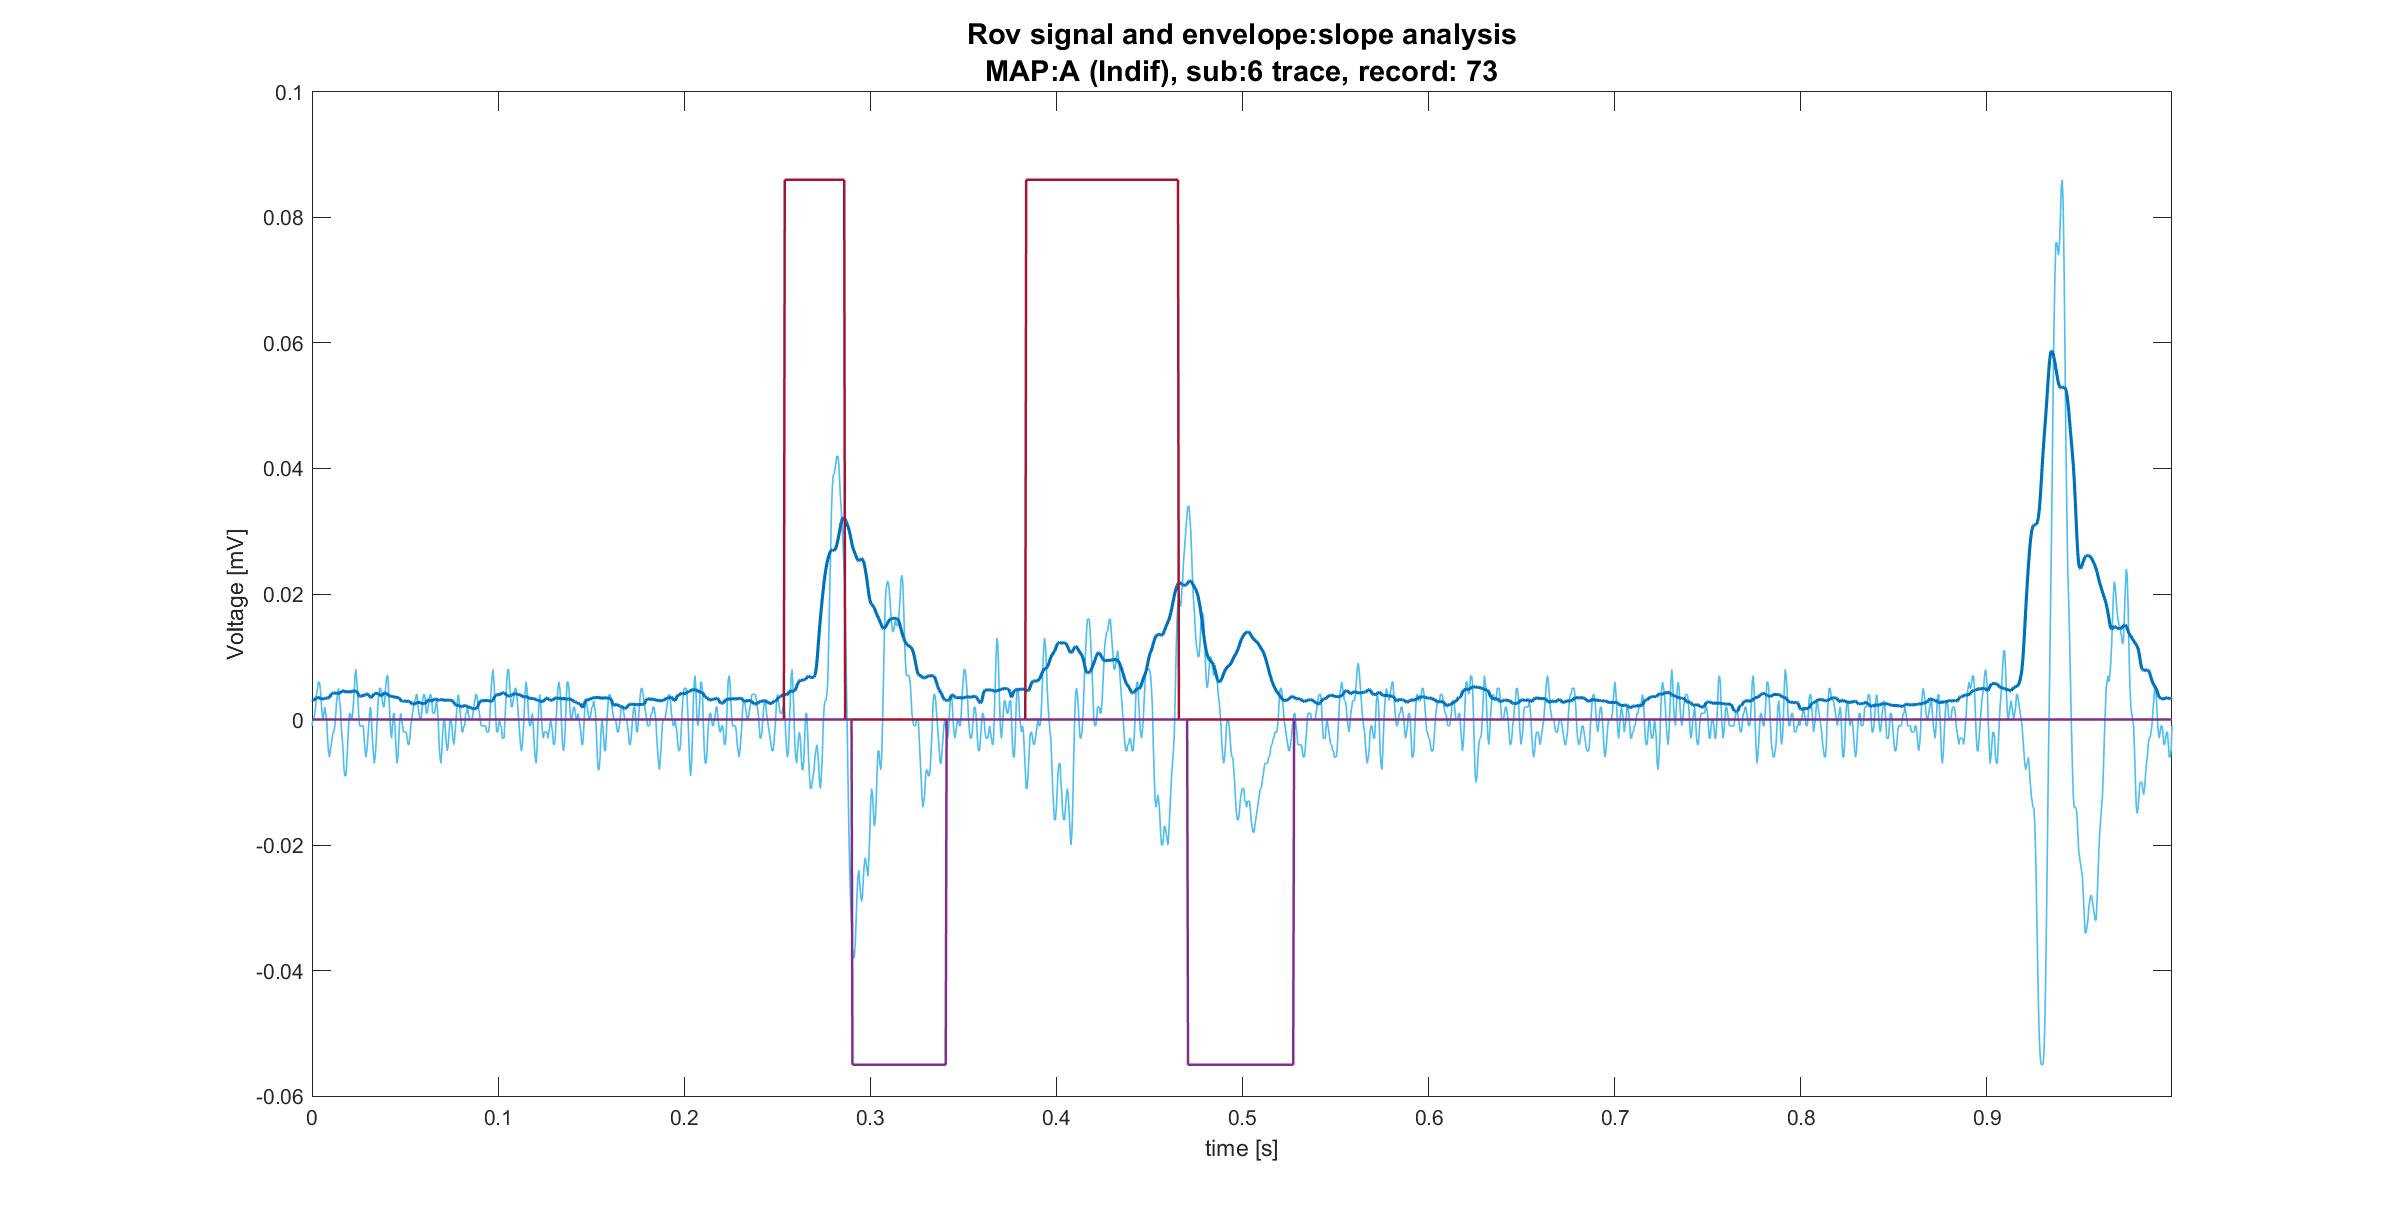 Rov signal and envelope:slope analysis
MAP:A (Indif), sub:6 trace, record: 73
0.1
0.08
0.06
0.04
0.02
0
-0.02
-0.04
-0.06
Voltage [mV]
0 0.1 0.2 0.3 0.4 0.5 0.6 0.7 0.8 0.9
time [s]